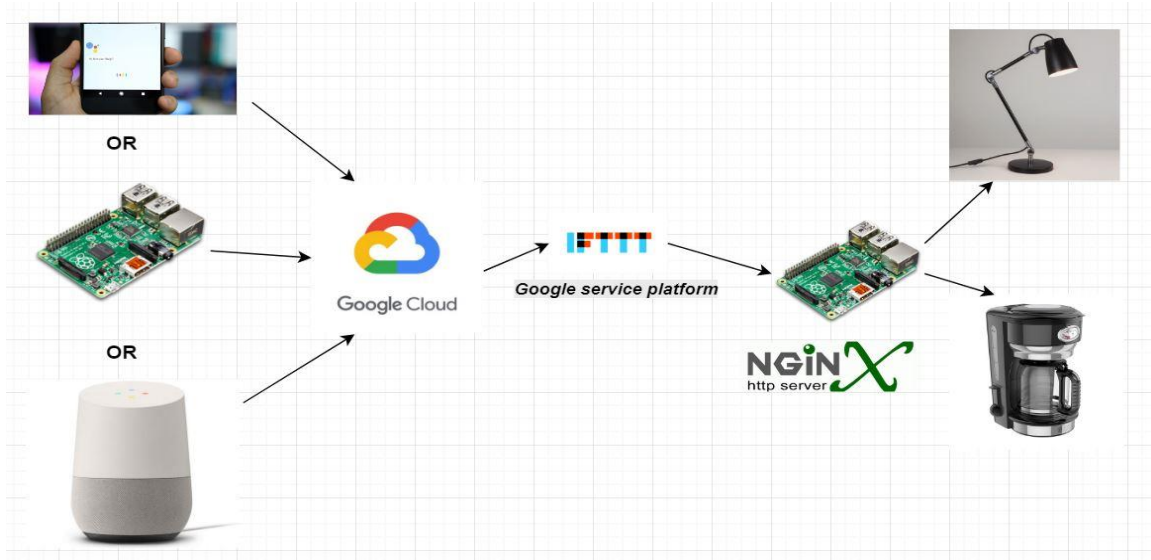 OR
OR
Google Cloud
IFTTT
Google service platform
NGiNX
http server